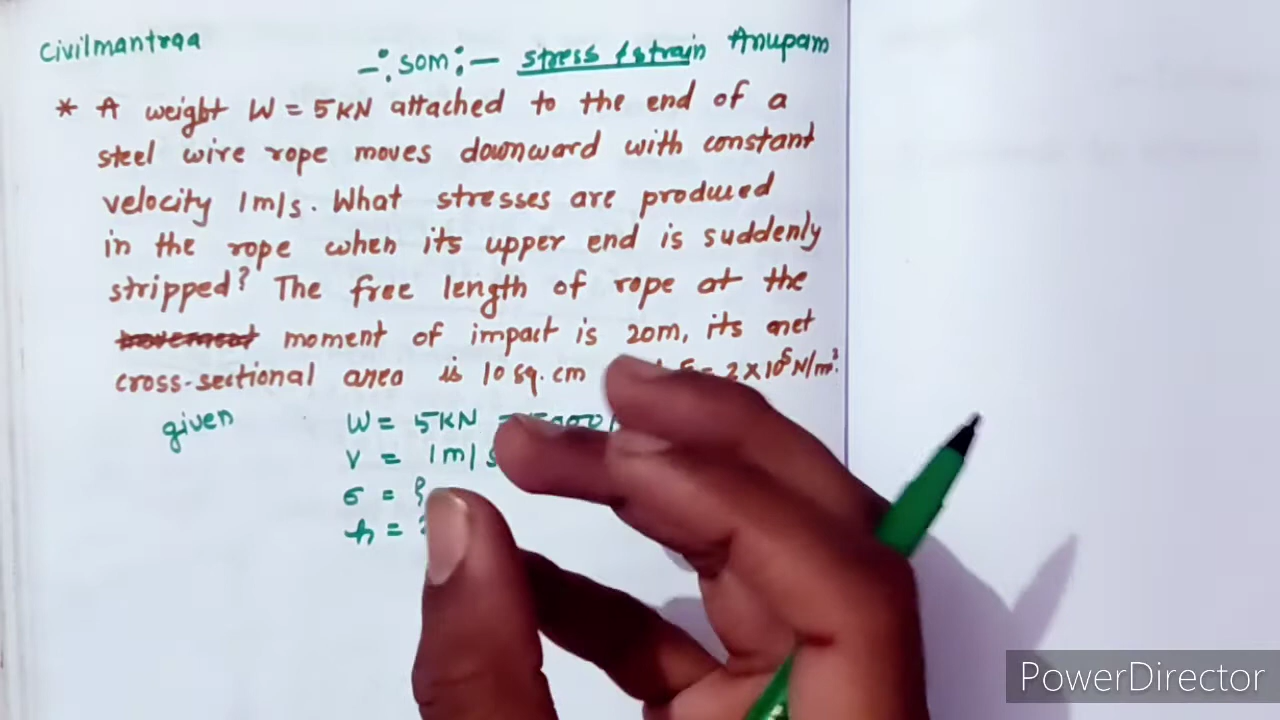 Civilmantraa
-:som:- stress & strain Anupam
* A weight W = 5KN attached to the end of a
steel wire rope moves downward with constant
velocity 1m/s. What stresses are produced
in the rope when its upper end is suddenly
stripped? The free length of rope at the
moment of impact is 20m, its net
cross-sectional area is 10 sq. cm = 2 × 10⁵ N/m².
given W = 5KN
V = 1m/s
σ =
h =
PowerDirector